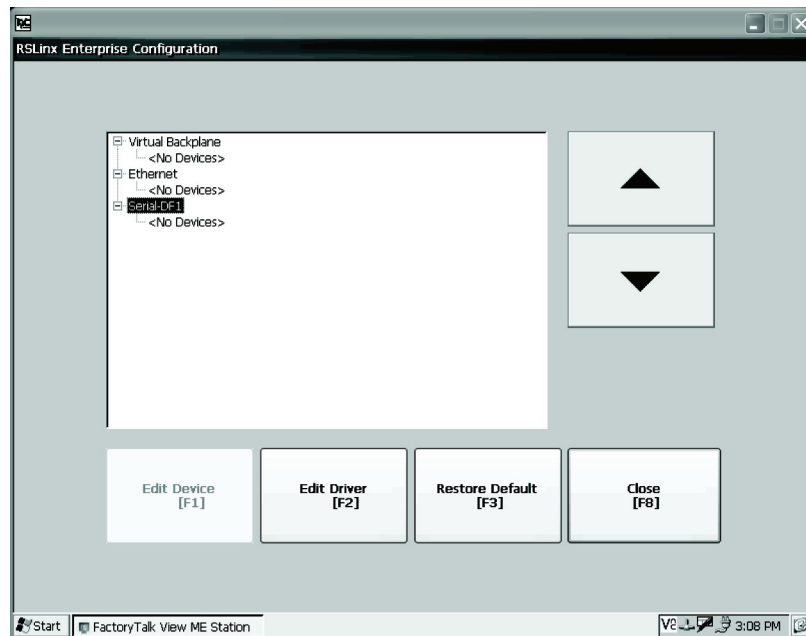 RSLinx Enterprise Configuration
Virtual Backplane
<No Devices>
Ethernet
<No Devices>
Serial-DF1
<No Devices>
Edit Device
[F1]
Edit Driver
[F2]
Restore Default
[F3]
Close
[F8]
Start
FactoryTalk View ME Station
3:08 PM